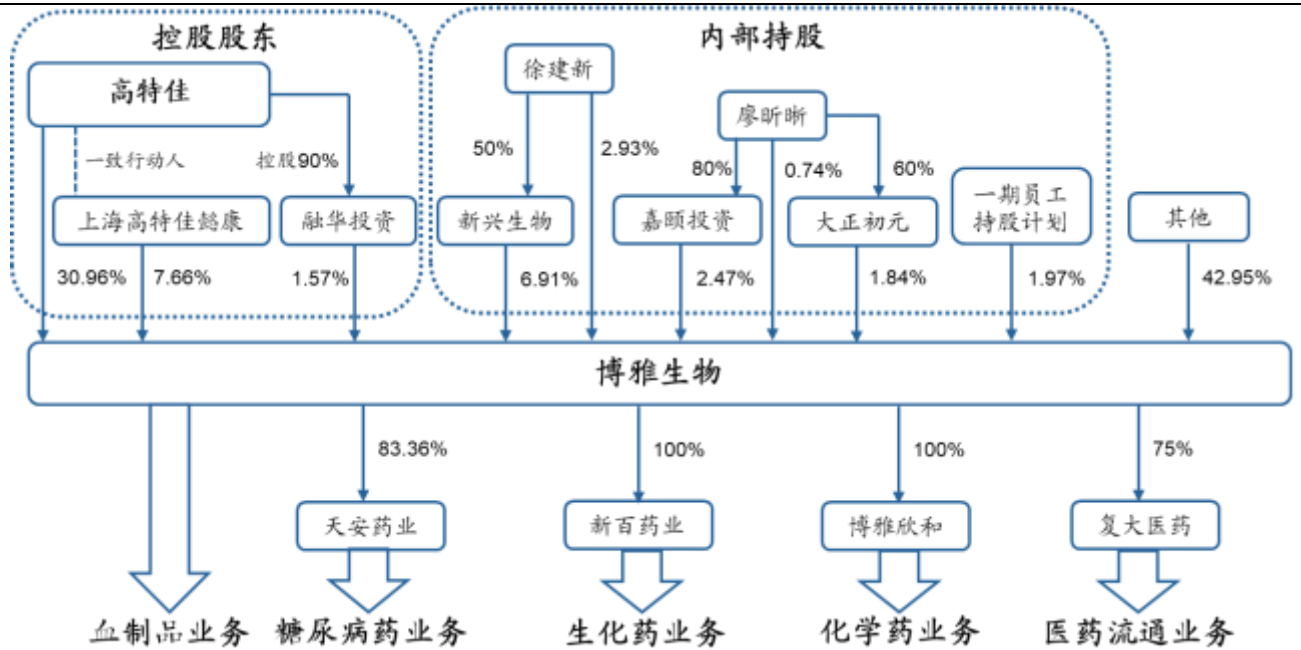 控股股东
内部持股
高特佳
徐建新
廖昕晰
一致行动人
控股90%
50%
2.93%
80%
0.74%
60%
上海高特佳懿康
融华投资
新兴生物
嘉颐投资
大正初元
一期员工
持股计划
其他
30.96%
7.66%
1.57%
6.91%
2.47%
1.84%
1.97%
42.95%
博雅生物
83.36%
100%
100%
75%
天安药业
新百药业
博雅欣和
复大医药
血制品业务
糖尿病药业务
生化药业务
化学药业务
医药流通业务